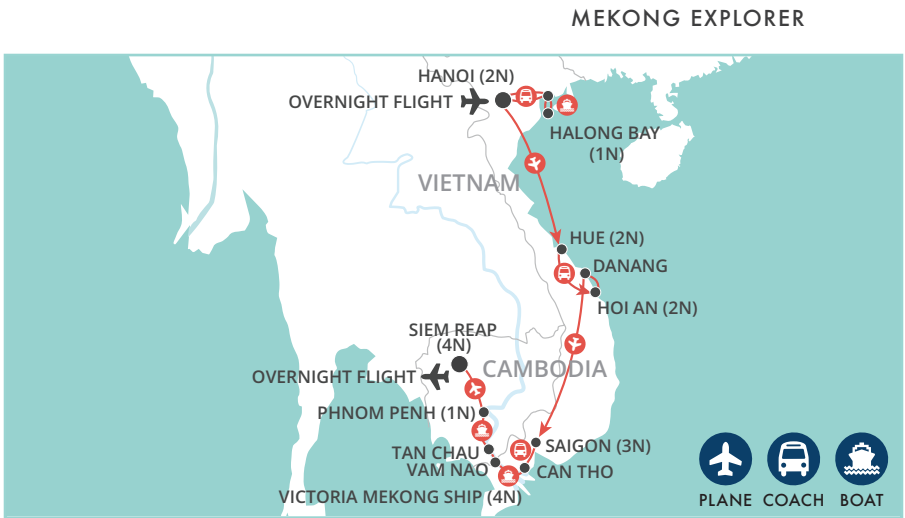 MEKONG EXPLORER
HANOI (2N)
OVERNIGHT FLIGHT
HALONG BAY
(1N)
VIETNAM
HUE (2N)
DANANG
HOI AN (2N)
SIEM REAP
(4N)
CAMBODIA
OVERNIGHT FLIGHT
PHNOM PENH (1N)
SAIGON (3N)
TAN CHAU
VAM NAO
CAN THO
VICTORIA MEKONG SHIP (4N)
PLANE COACH BOAT